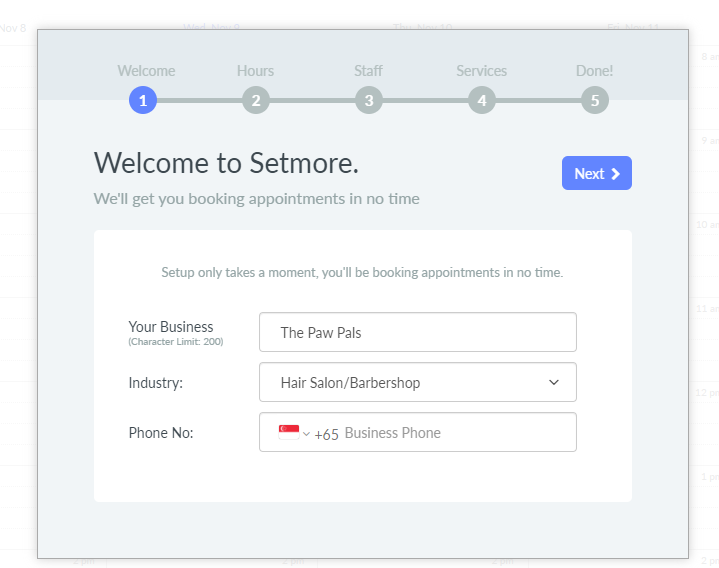 Nov 8 Wed, Nov 9 Thu, Nov 10 Fri, Nov 11
8 am
Welcome Hours Staff Services Done!
1 2 3 4 5
9 am
Welcome to Setmore.
Next
We'll get you booking appointments in no time
10 am
Setup only takes a moment, you'll be booking appointments in no time.
11 am
Your Business
(Character Limit: 200)
The Paw Pals
Industry: Hair Salon/Barbershop
12 pm
Phone No: +65 Business Phone
1 pm
2 pm 2 pm 2 pm 2 pm